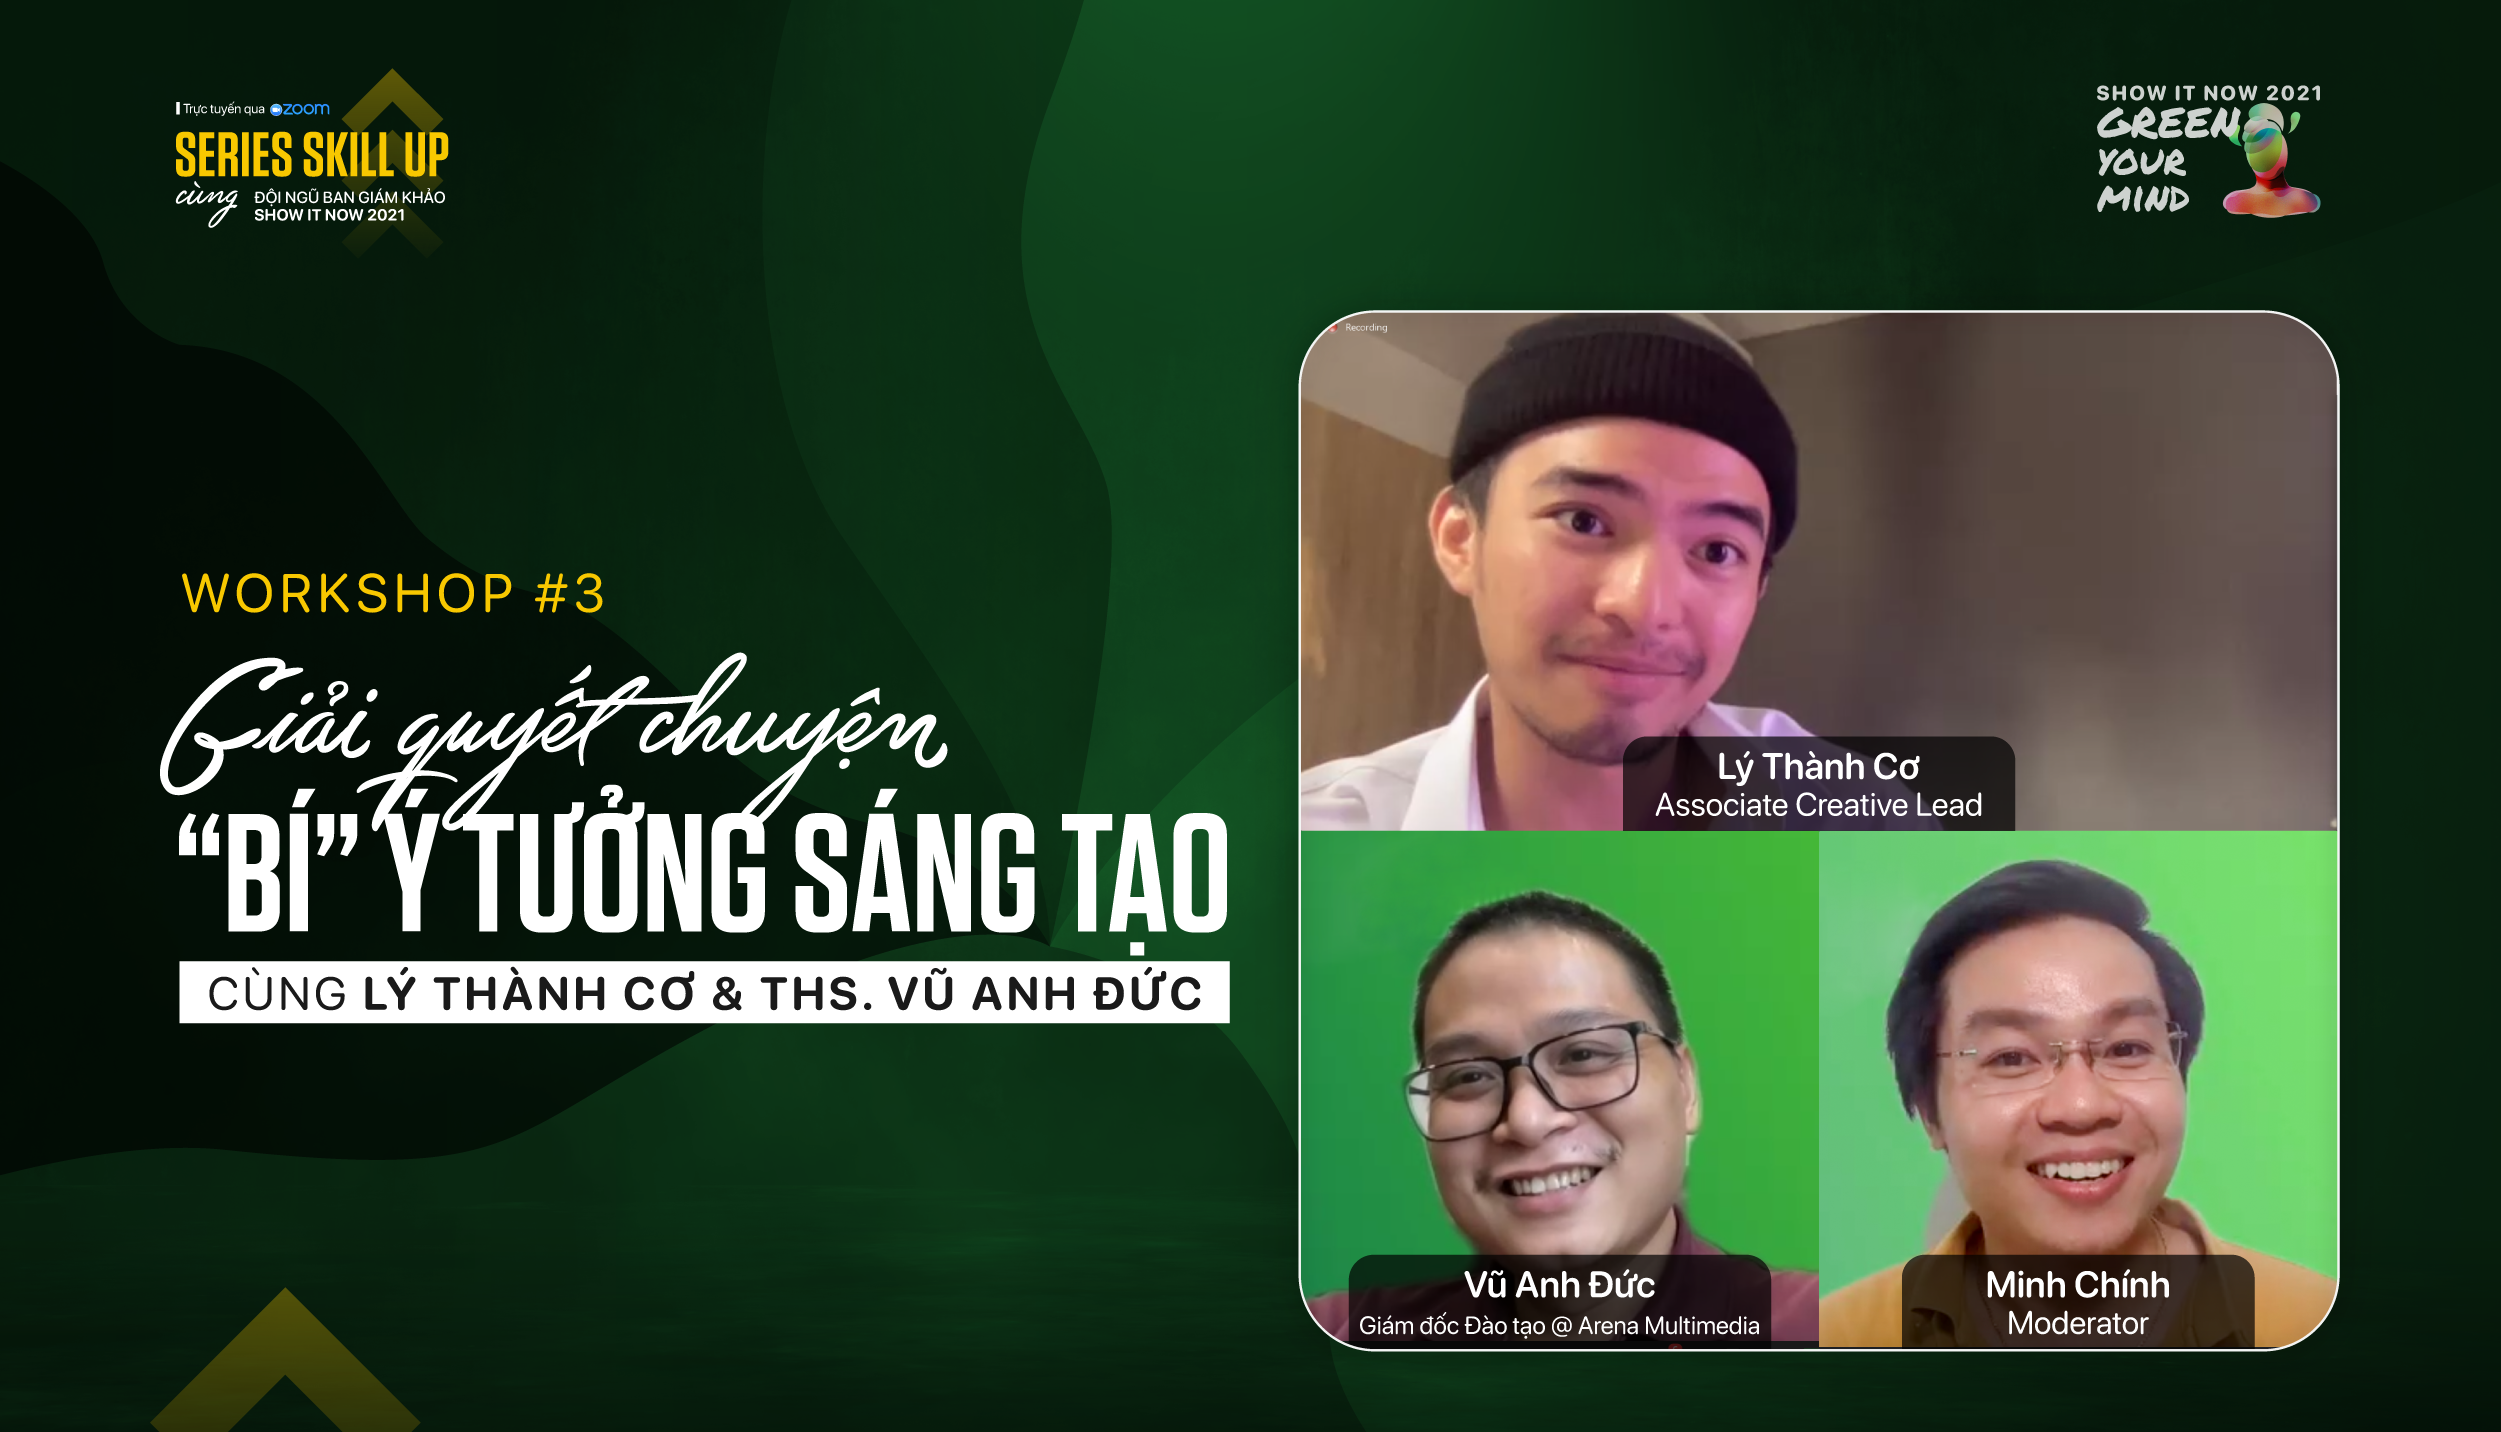 Trực tuyến qua zoom
SERIES SKILL UP
cùng ĐỘI NGŨ BAN GIÁM KHẢO
SHOW IT NOW 2021
SHOW IT NOW 2021
GREEN
YOUR
MIND
WORKSHOP #3
Giải quyết chuyện
“BÍ” Ý TƯỞNG SÁNG TẠO
CÙNG LÝ THÀNH CƠ & THS. VŨ ANH ĐỨC
Recording
Lý Thành Cơ
Associate Creative Lead
Vũ Anh Đức
Giám đốc Đào tạo @ Arena Multimedia
Minh Chính
Moderator